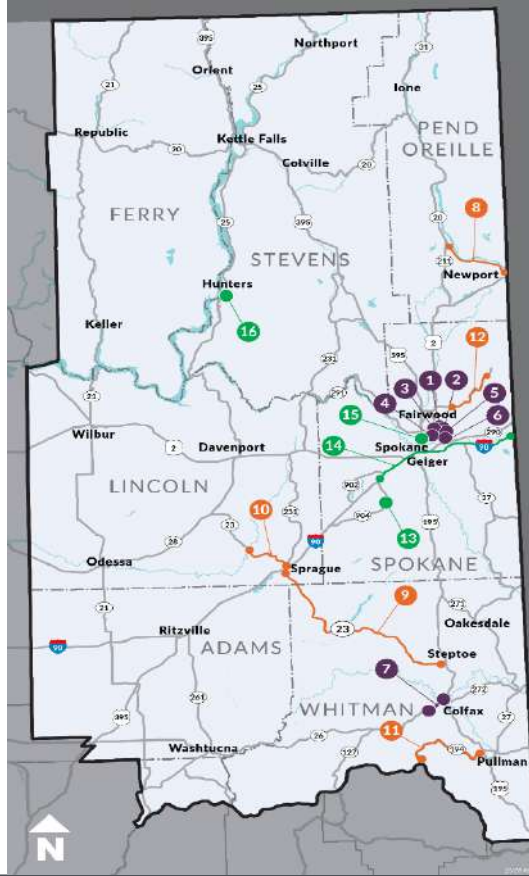 395
Northport
31
Orient
21
25
Ione
Republic
PEND
OREILLE
Kettle Falls
20
Colville
20
FERRY
20
8
25
395
STEVENS
211
Hunters
Newport
16
Keller
2
12
231
395
3
1
2
5
4
291
Fairwood
6
21
15
Wilbur
Spokane
290
14
Geiger
90
2
Davenport
902
LINCOLN
27
10
904
13
23
231
195
28
90
SPOKANE
Odessa
Sprague
9
21
271
Oakesdale
23
Ritzville
ADAMS
Steptoe
90
7
272
261
WHITMAN
Colfax
395
26
11
27
Washtucna
127
194
Pullman
195
N